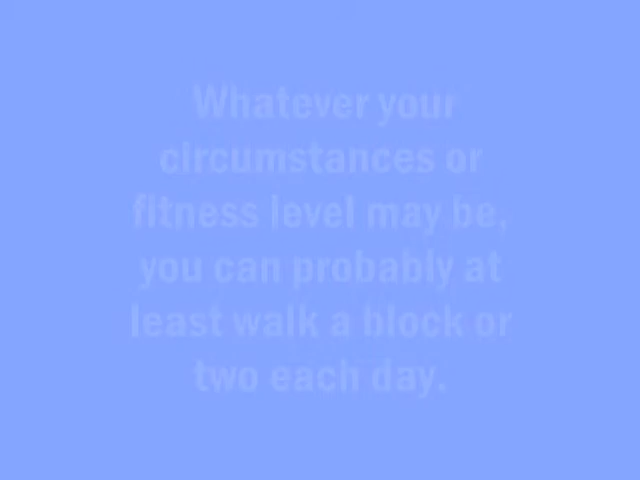 Whatever your
circumstances or
fitness level may be,
you can probably at
least walk a block or
two each day.